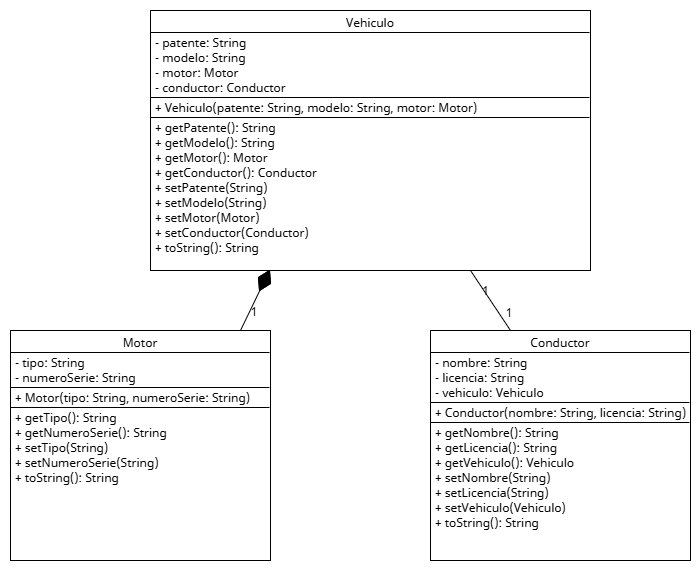 Vehiculo
- patente: String
- modelo: String
- motor: Motor
- conductor: Conductor
+ Vehiculo(patente: String, modelo: String, motor: Motor)
+ getPatente(): String
+ getModelo(): String
+ getMotor(): Motor
+ getConductor(): Conductor
+ setPatente(String)
+ setModelo(String)
+ setMotor(Motor)
+ setConductor(Conductor)
+ toString(): String
1
1
1
Motor
- tipo: String
- numeroSerie: String
+ Motor(tipo: String, numeroSerie: String)
+ getTipo(): String
+ getNumeroSerie(): String
+ setTipo(String)
+ setNumeroSerie(String)
+ toString(): String
Conductor
- nombre: String
- licencia: String
- vehiculo: Vehiculo
+ Conductor(nombre: String, licencia: String)
+ getNombre(): String
+ getLicencia(): String
+ getVehiculo(): Vehiculo
+ setNombre(String)
+ setLicencia(String)
+ setVehiculo(Vehiculo)
+ toString(): String